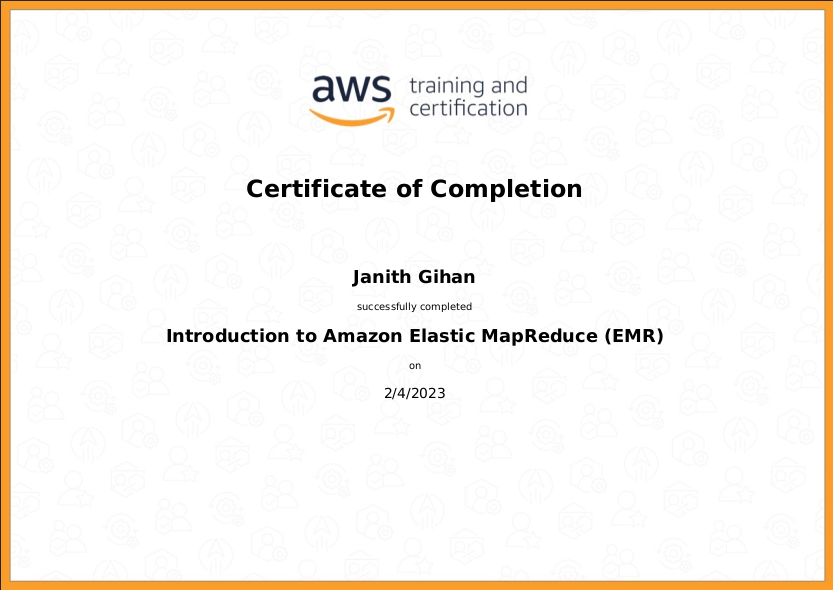 aws training and
certification
Certificate of Completion
Janith Gihan
successfully completed
Introduction to Amazon Elastic MapReduce (EMR)
on
2/4/2023